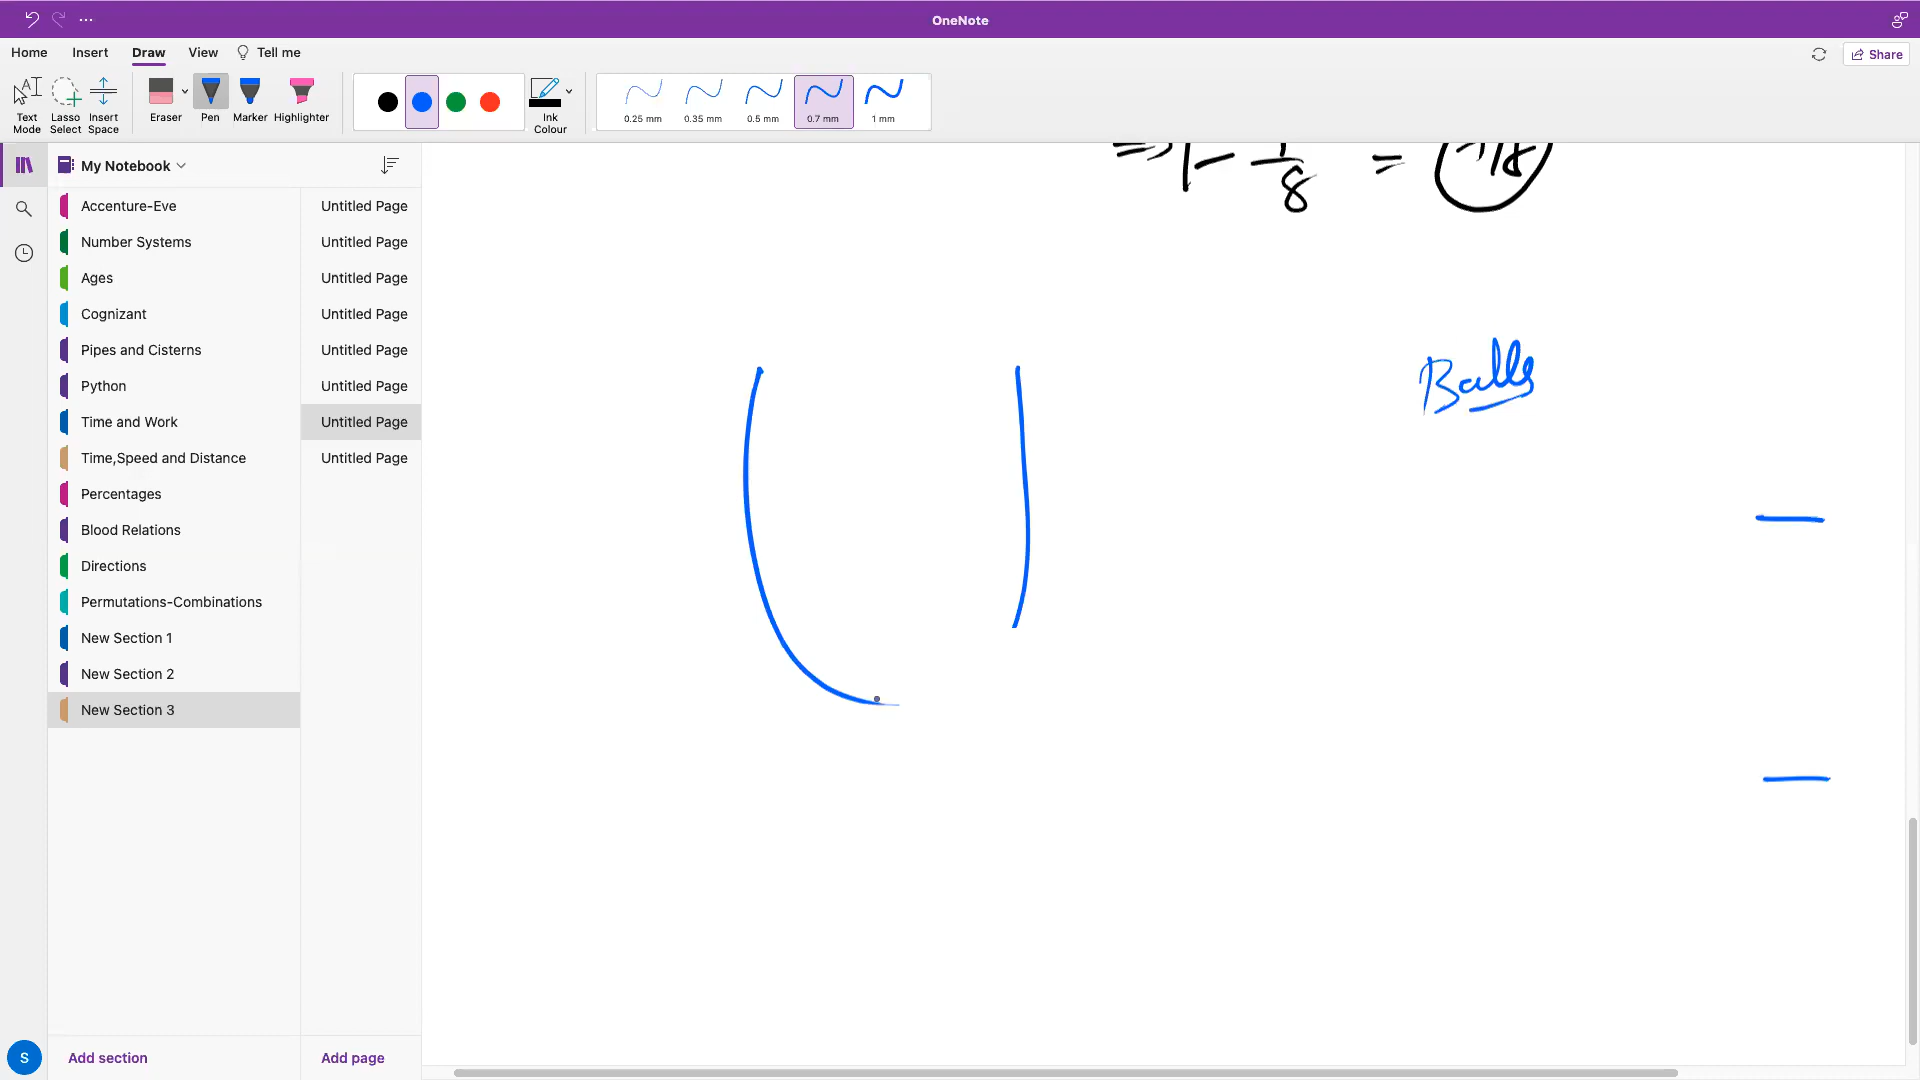 OneNote
Home Insert Draw View Tell me
Share
Text Mode
Lasso Select
Insert Space
Eraser
Pen
Marker
Highlighter
Ink Colour
0.25 mm
0.35 mm
0.5 mm
0.7 mm
1 mm
My Notebook
Accenture-Eve
Number Systems
Ages
Cognizant
Pipes and Cisterns
Python
Time and Work
Time,Speed and Distance
Percentages
Blood Relations
Directions
Permutations-Combinations
New Section 1
New Section 2
New Section 3
Untitled Page
Untitled Page
Untitled Page
Untitled Page
Untitled Page
Untitled Page
Untitled Page
Untitled Page
Balls
S
Add section
Add page